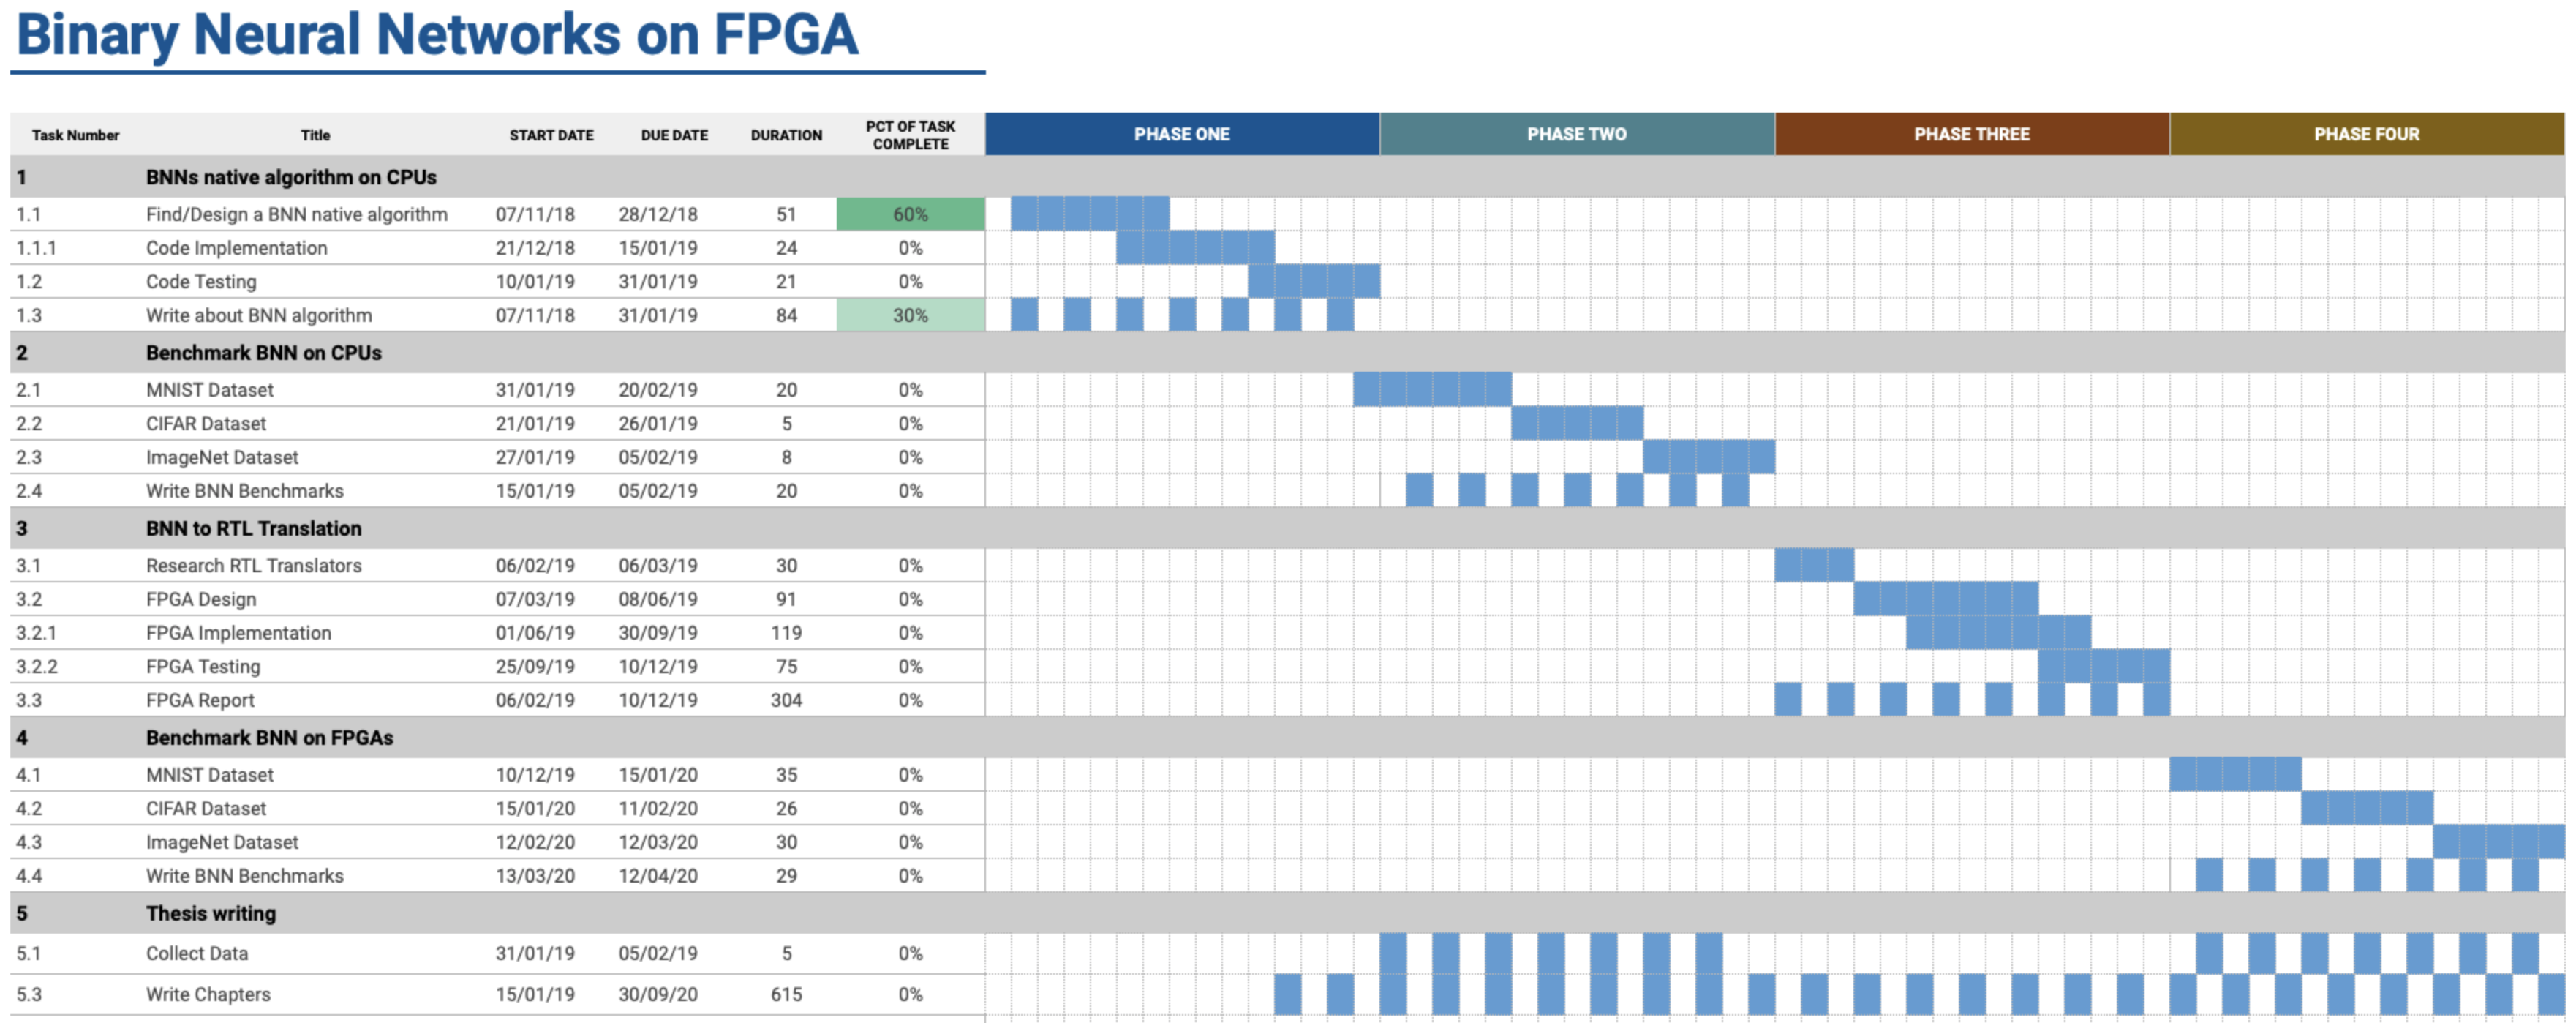 Binary Neural Networks on FPGA
Task Number Title START DATE DUE DATE DURATION PCT OF TASK COMPLETE PHASE ONE PHASE TWO PHASE THREE PHASE FOUR
1 BNNs native algorithm on CPUs
1.1 Find/Design a BNN native algorithm 07/11/18 28/12/18 51 60%
1.1.1 Code Implementation 21/12/18 15/01/19 24 0%
1.2 Code Testing 10/01/19 31/01/19 21 0%
1.3 Write about BNN algorithm 07/11/18 31/01/19 84 30%
2 Benchmark BNN on CPUs
2.1 MNIST Dataset 31/01/19 20/02/19 20 0%
2.2 CIFAR Dataset 21/01/19 26/01/19 5 0%
2.3 ImageNet Dataset 27/01/19 05/02/19 8 0%
2.4 Write BNN Benchmarks 15/01/19 05/02/19 20 0%
3 BNN to RTL Translation
3.1 Research RTL Translators 06/02/19 06/03/19 30 0%
3.2 FPGA Design 07/03/19 08/06/19 91 0%
3.2.1 FPGA Implementation 01/06/19 30/09/19 119 0%
3.2.2 FPGA Testing 25/09/19 10/12/19 75 0%
3.3 FPGA Report 06/02/19 10/12/19 304 0%
4 Benchmark BNN on FPGAs
4.1 MNIST Dataset 10/12/19 15/01/20 35 0%
4.2 CIFAR Dataset 15/01/20 11/02/20 26 0%
4.3 ImageNet Dataset 12/02/20 12/03/20 30 0%
4.4 Write BNN Benchmarks 13/03/20 12/04/20 29 0%
5 Thesis writing
5.1 Collect Data 31/01/19 05/02/19 5 0%
5.3 Write Chapters 15/01/19 30/09/20 615 0%